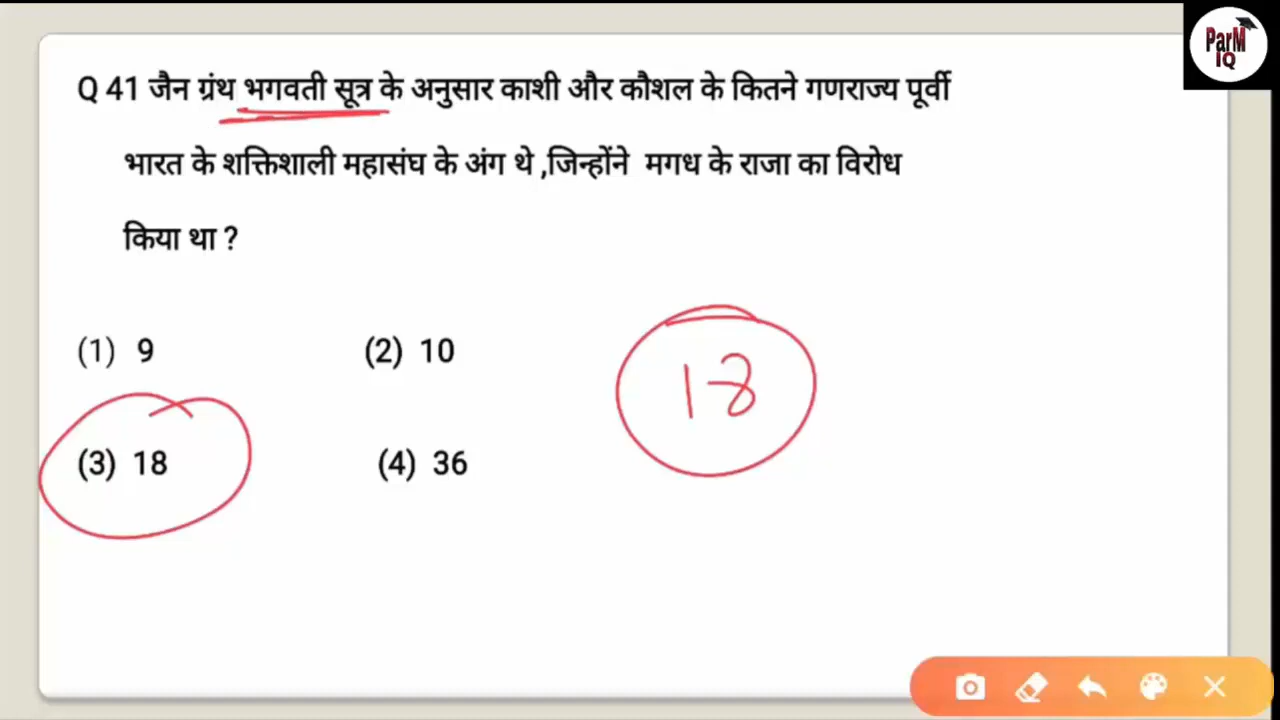 ParM
IQ
Q 41 जैन ग्रंथ भगवती सूत्र के अनुसार काशी और कौशल के कितने गणराज्य पूर्वी
भारत के शक्तिशाली महासंघ के अंग थे ,जिन्होंने मगध के राजा का विरोध
किया था ?
(1) 9 (2) 10
18
(3) 18 (4) 36